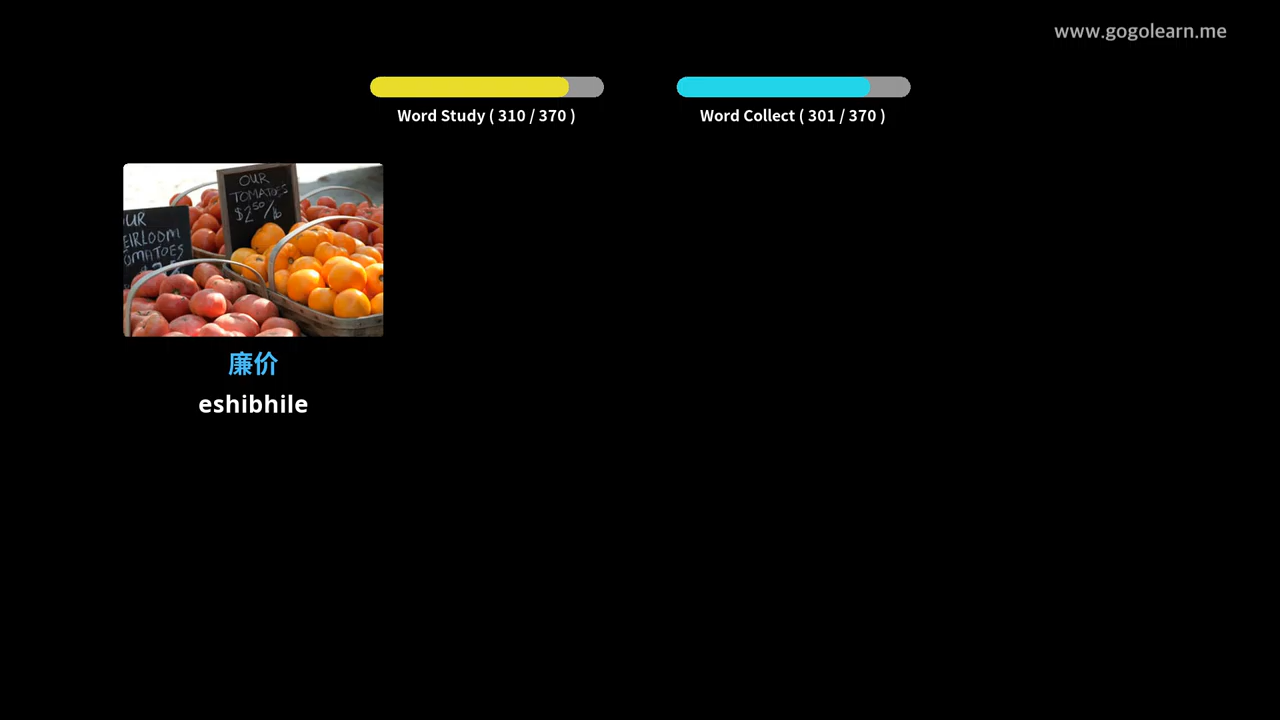 www.gogolearn.me
Word Study ( 310 / 370 )
Word Collect ( 301 / 370 )
OUR
TOMATOES
$2.50/lb
UR
EIRLOOM
OMATOES
廉价
eshibhile